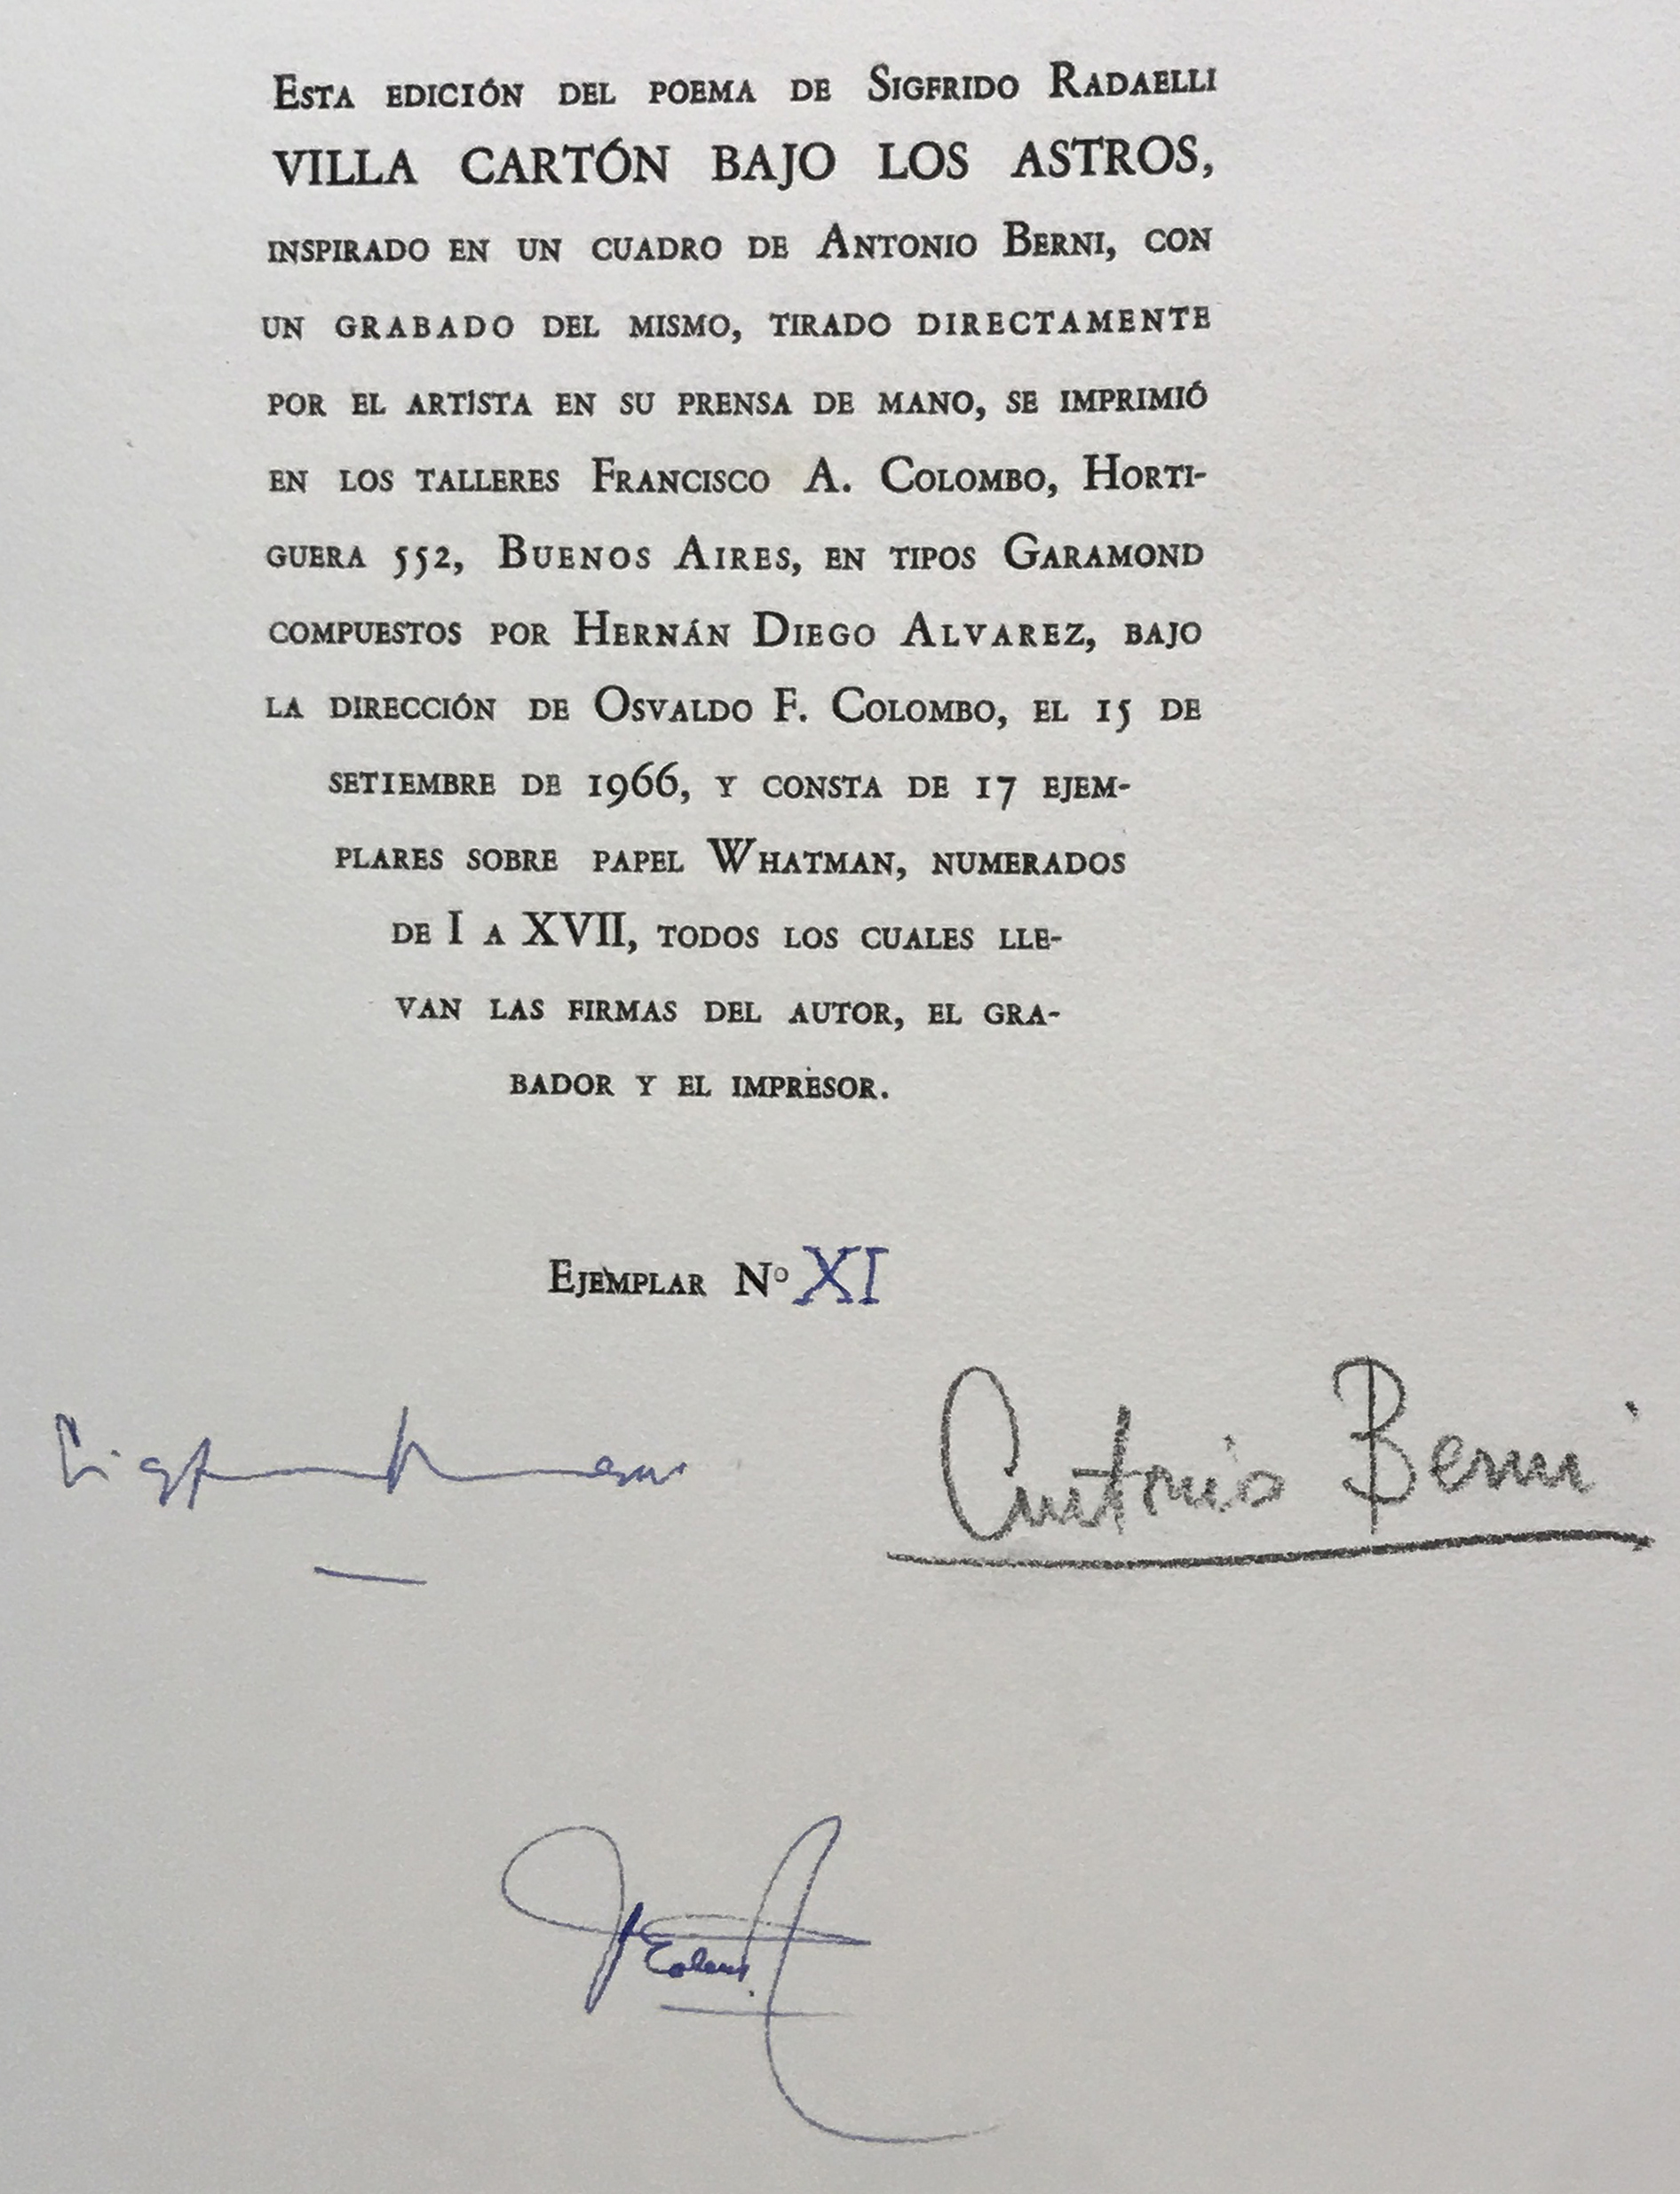 Esta edición del poema de Sigfrido Radaelli
VILLA CARTÓN BAJO LOS ASTROS,
inspirado en un cuadro de Antonio Berni, con
un grabado del mismo, tirado directamente
por el artista en su prensa de mano, se imprimió
en los talleres Francisco A. Colombo, Horti-
guera 552, Buenos Aires, en tipos Garamond
compuestos por Hernán Diego Alvarez, bajo
la dirección de Osvaldo F. Colombo, el 15 de
setiembre de 1966, y consta de 17 ejem-
plares sobre papel Whatman, numerados
de I a XVII, todos los cuales lle-
van las firmas del autor, el gra-
bador y el impresor.
Ejemplar Nº XI
Antonio Berni